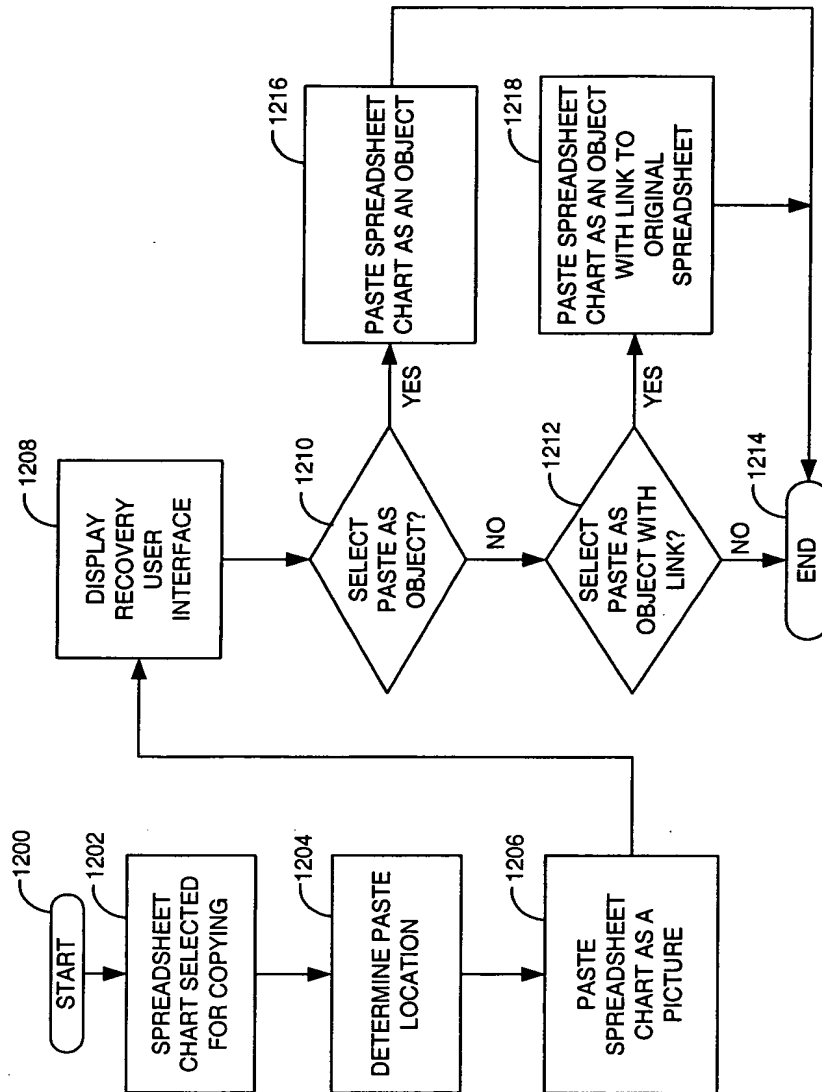 START
1200
SPREADSHEET
CHART SELECTED
FOR COPYING
1202
DETERMINE PASTE
LOCATION
1204
PASTE
SPREADSHEET
CHART AS A
PICTURE
1206
DISPLAY
RECOVERY
USER
INTERFACE
1208
SELECT
PASTE AS
OBJECT?
1210
YES
NO
PASTE SPREADSHEET
CHART AS AN OBJECT
1216
SELECT
PASTE AS
OBJECT WITH
LINK?
1212
YES
NO
PASTE SPREADSHEET
CHART AS AN OBJECT
WITH LINK TO
ORIGINAL
SPREADSHEET
1218
END
1214